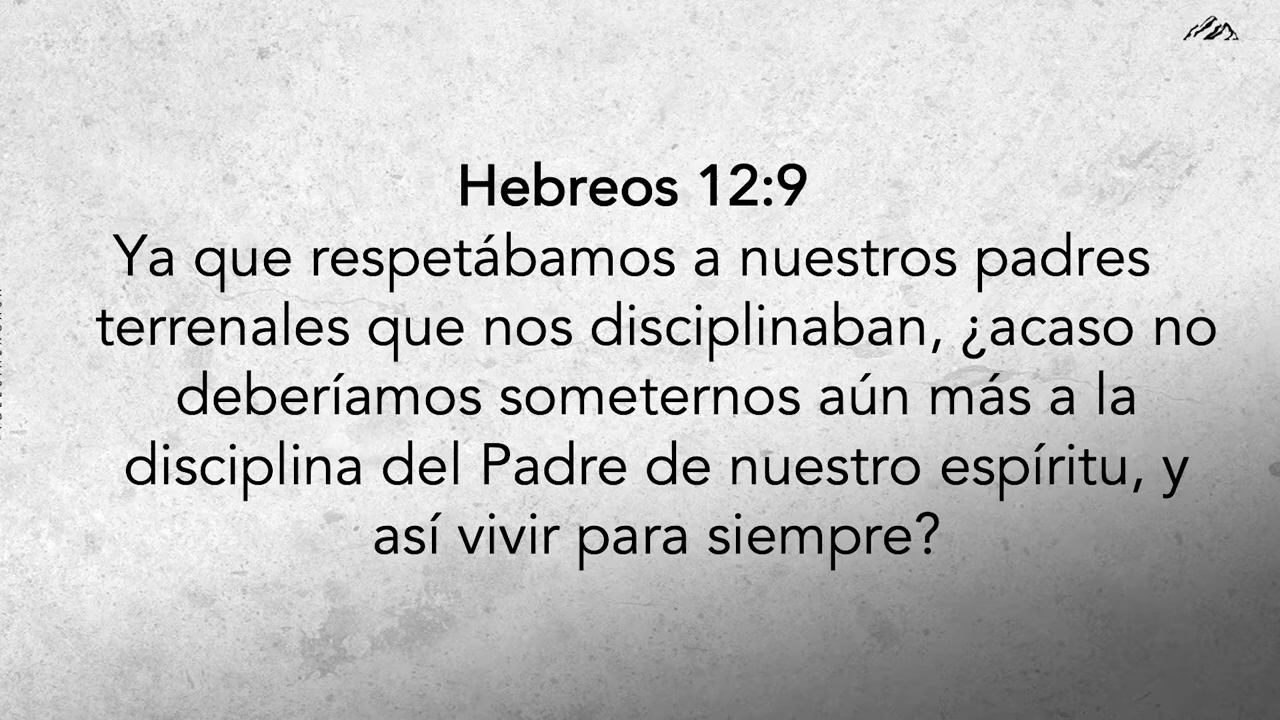 Hebreos 12:9
Ya que respetábamos a nuestros padres
terrenales que nos disciplinaban, ¿acaso no
deberíamos someternos aún más a la
disciplina del Padre de nuestro espíritu, y
así vivir para siempre?